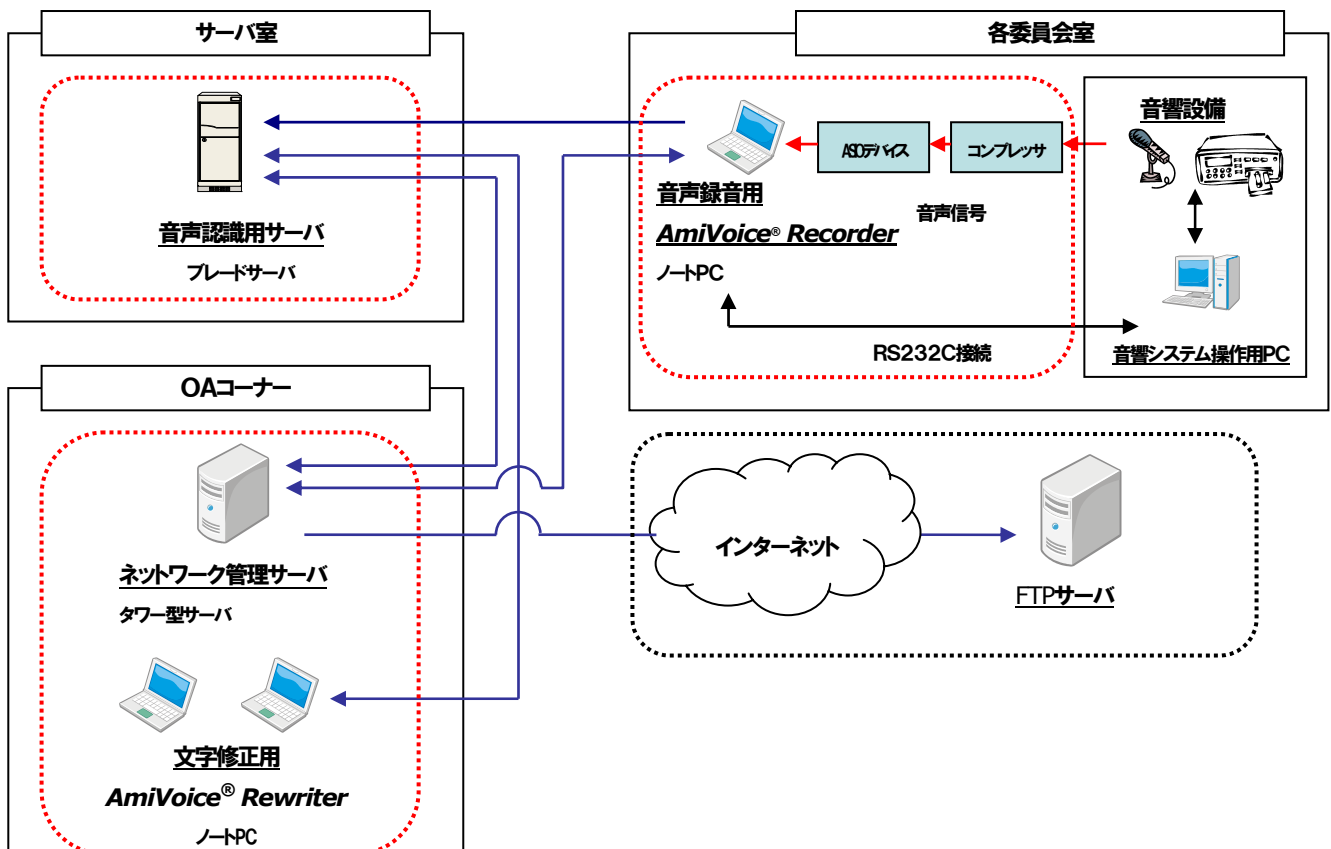 サーバ室
音声認識用サーバ
ブレードサーバ
各委員会室
音響設備
ASIOデバイス
コンプレッサ
音声録音用
音声信号
AmiVoice® Recorder
ノートPC
RS232C接続
音響システム操作用PC
OAコーナー
ネットワーク管理サーバ
タワー型サーバ
インターネット
FTPサーバ
文字修正用
AmiVoice® Rewriter
ノートPC